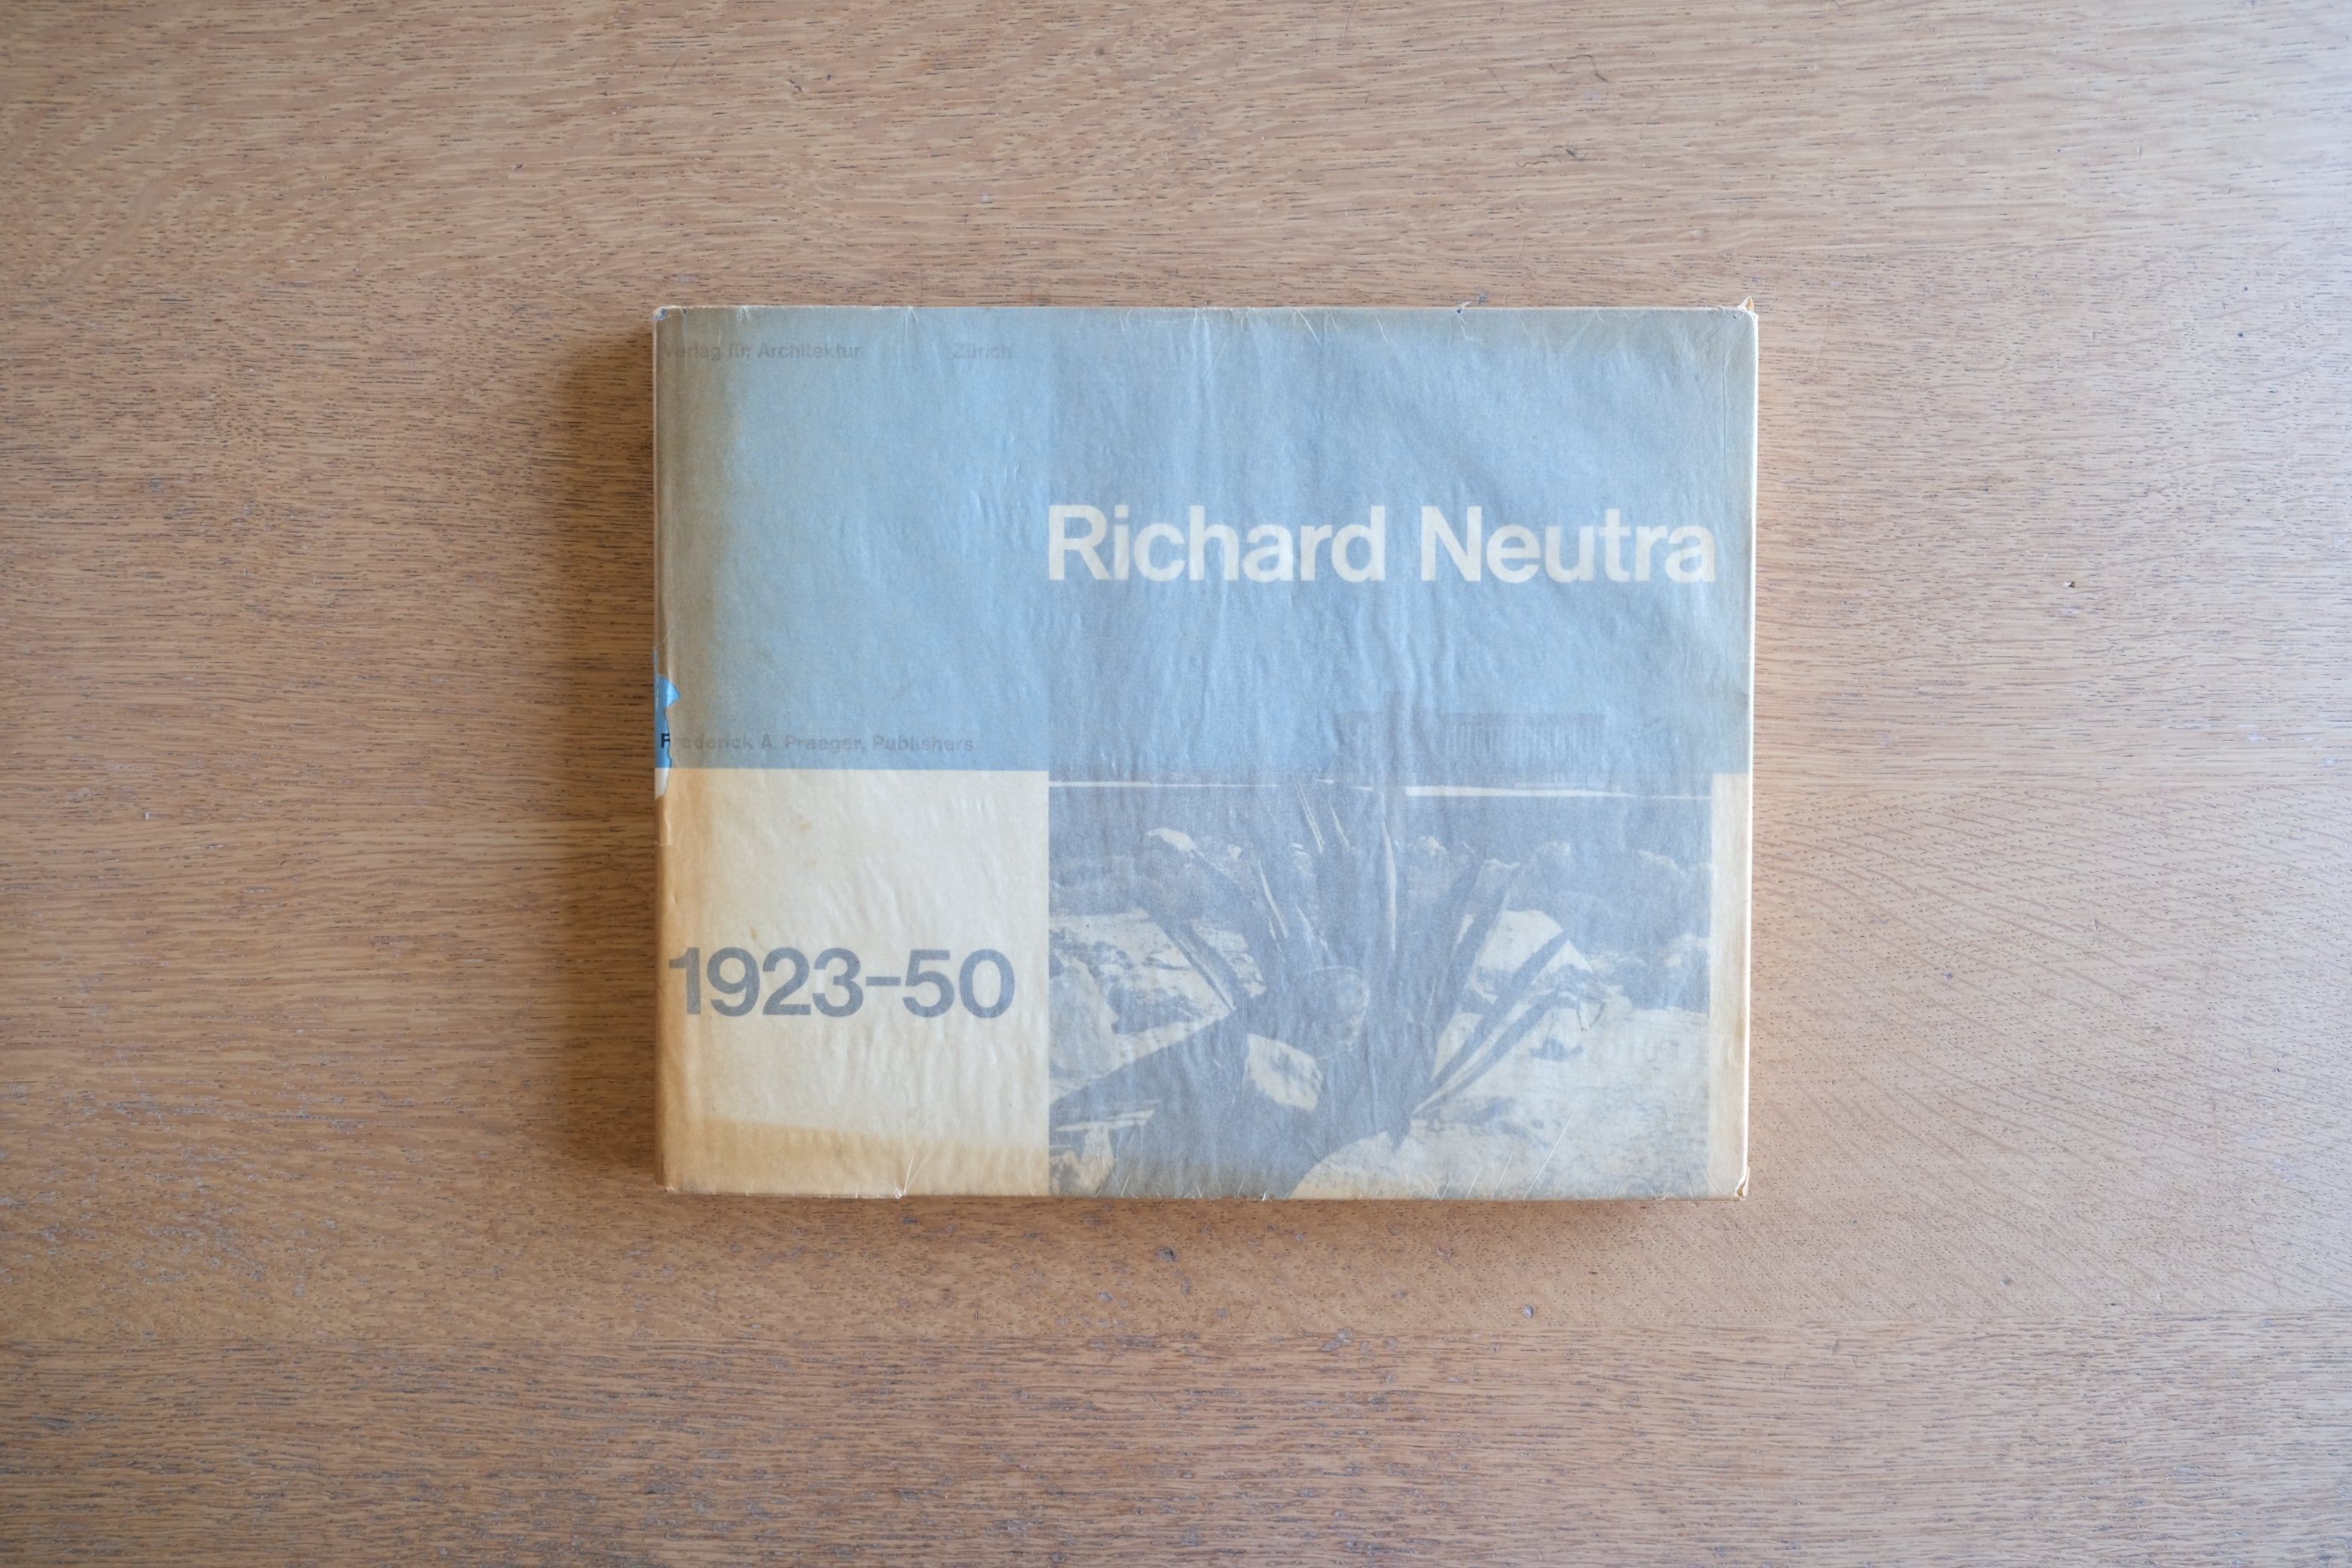 Verlag für Architektur Zürich
Richard Neutra
Frederick A. Praeger, Publishers
1923–50